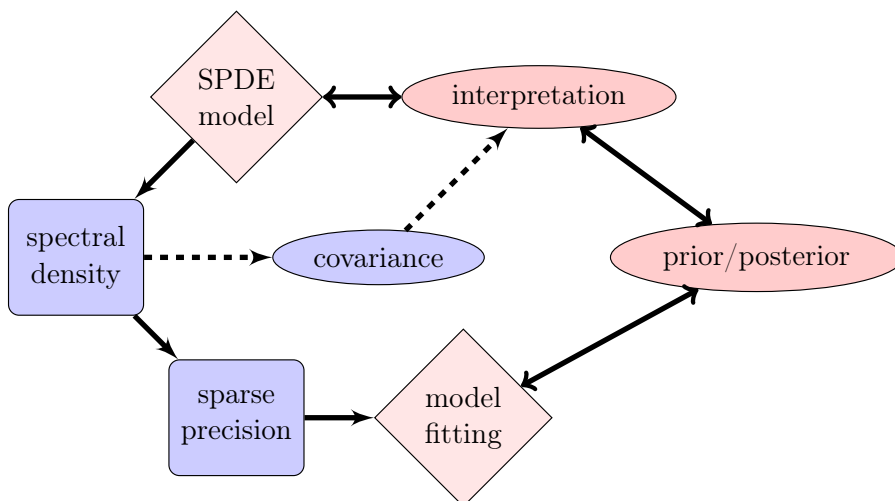 SPDE
model
interpretation
spectral
density
covariance
prior/posterior
sparse
precision
model
fitting